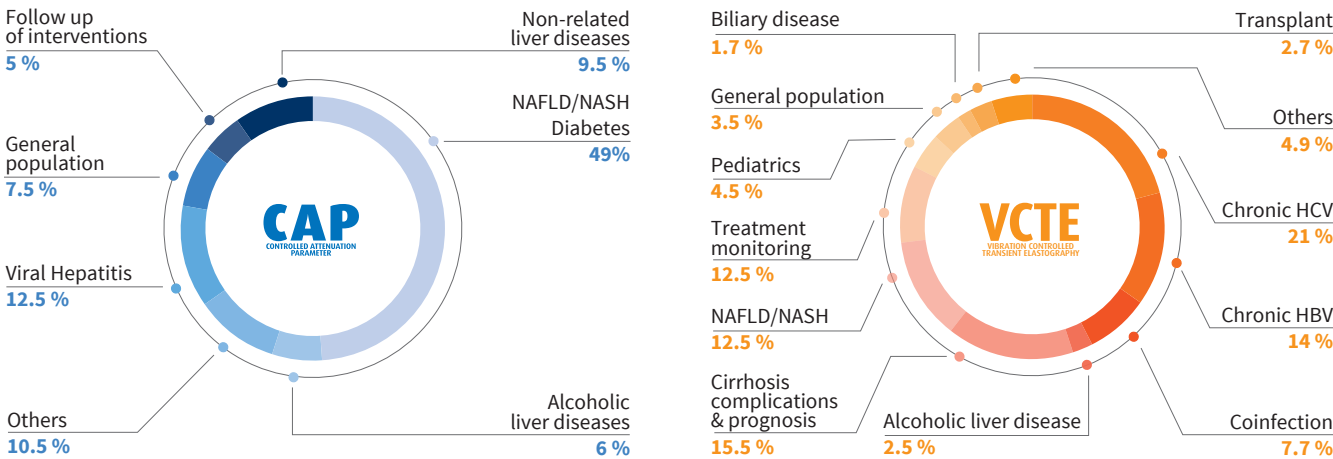 Follow up
of interventions
5 %
Non-related
liver diseases
9.5 %
NAFLD/NASH
Diabetes
49%
General
population
7.5 %
CAP
CONTROLLED ATTENUATION
PARAMETER
Viral Hepatitis
12.5 %
Others
10.5 %
Alcoholic
liver diseases
6 %
Biliary disease
1.7 %
Transplant
2.7 %
General population
3.5 %
Others
4.9 %
Pediatrics
4.5 %
VCTE
VIBRATION CONTROLLED
TRANSIENT ELASTOGRAPHY
Chronic HCV
21 %
Treatment
monitoring
12.5 %
NAFLD/NASH
12.5 %
Chronic HBV
14 %
Cirrhosis
complications
& prognosis
15.5 %
Alcoholic liver disease
2.5 %
Coinfection
7.7 %